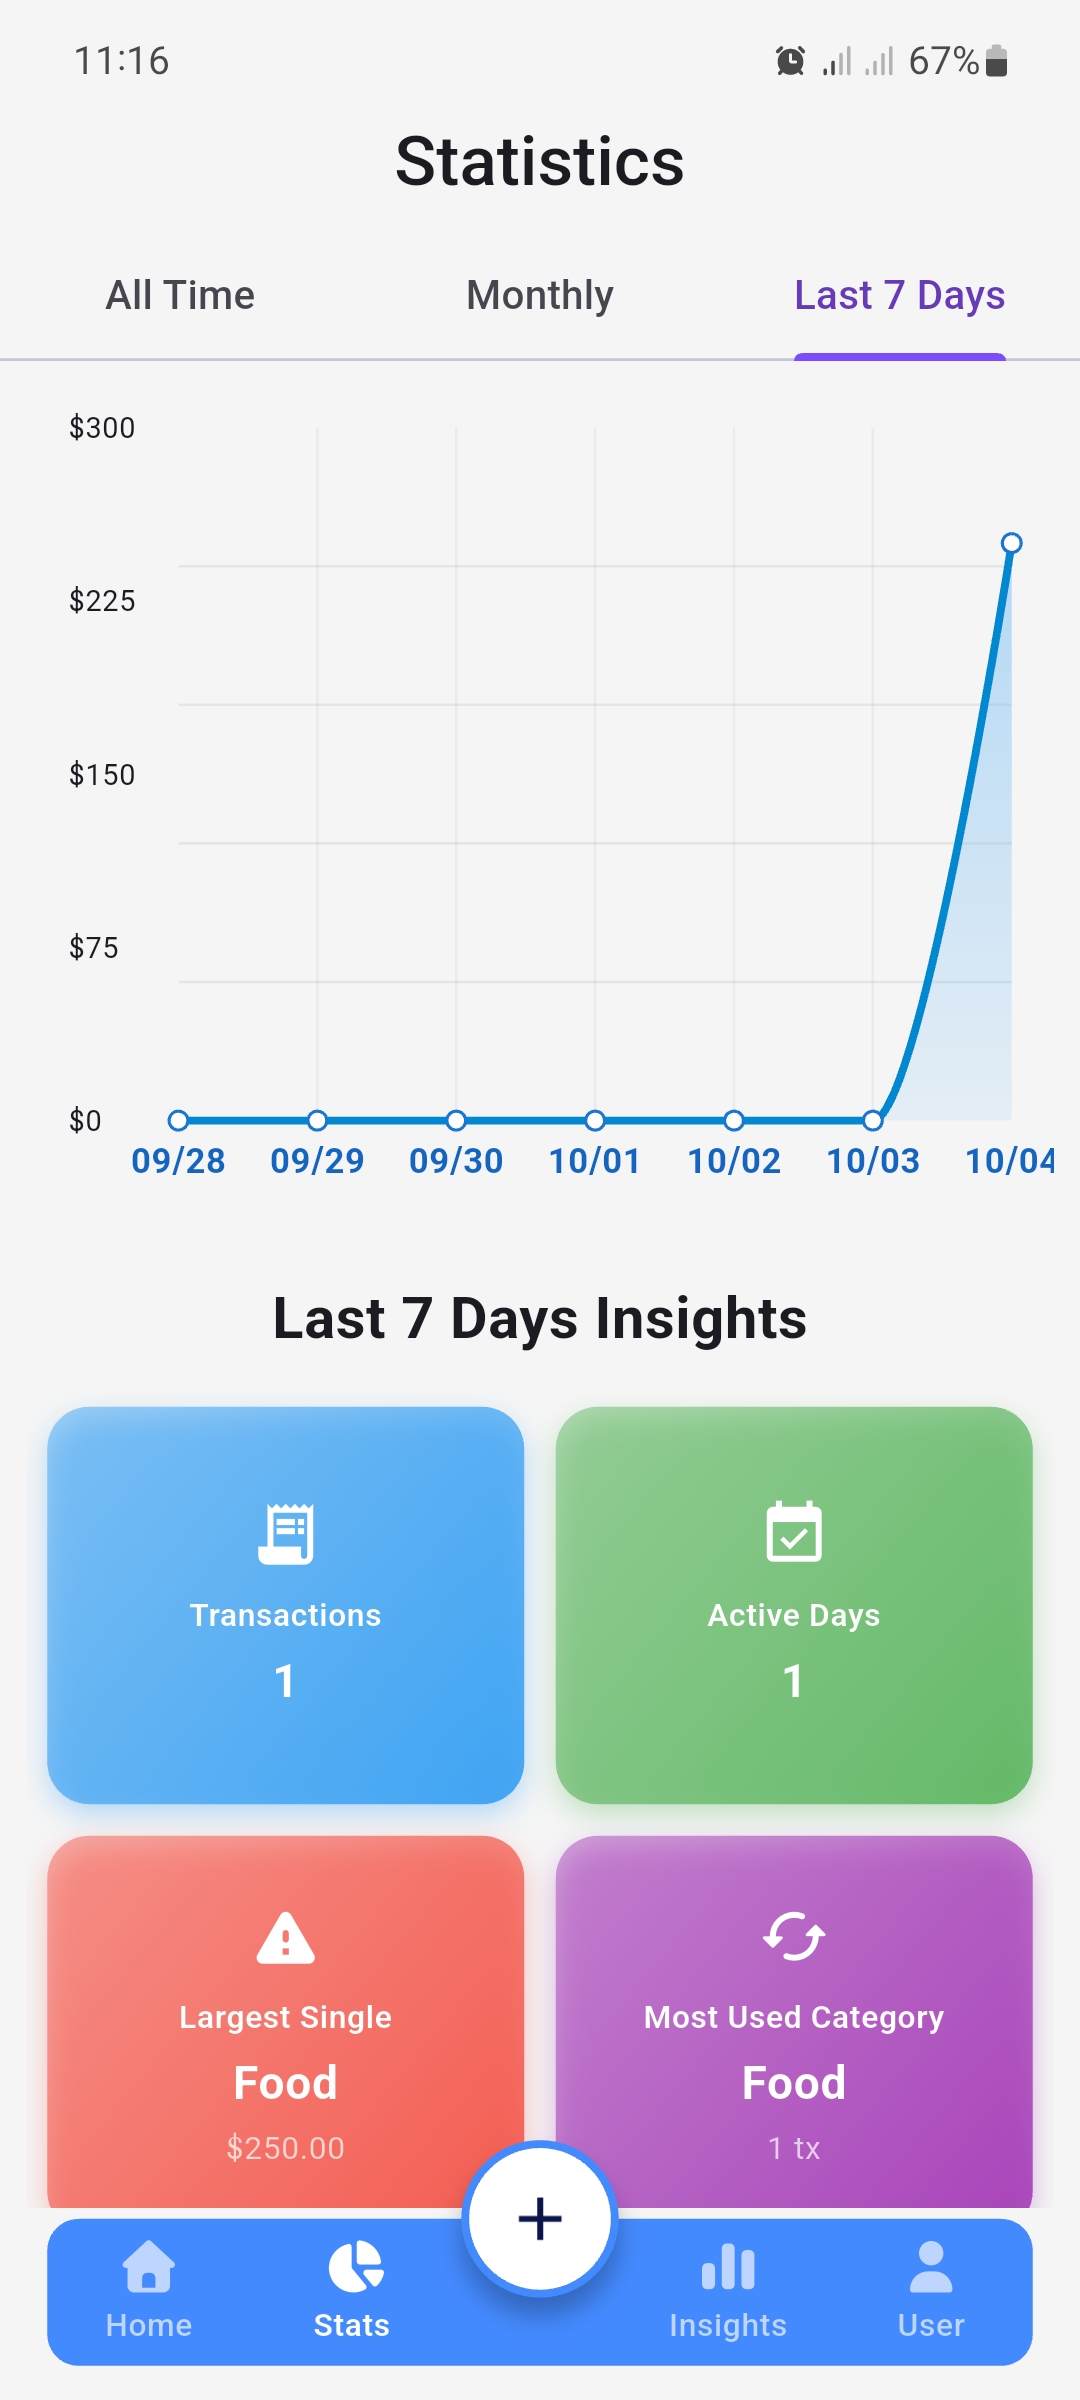 11:16 67%
Statistics
All Time Monthly Last 7 Days
$300
$225
$150
$75
$0
09/28 09/29 09/30 10/01 10/02 10/03 10/04
Last 7 Days Insights
Transactions
1
Active Days
1
Largest Single
Food
$250.00
Most Used Category
Food
1 tx
Home Stats Insights User